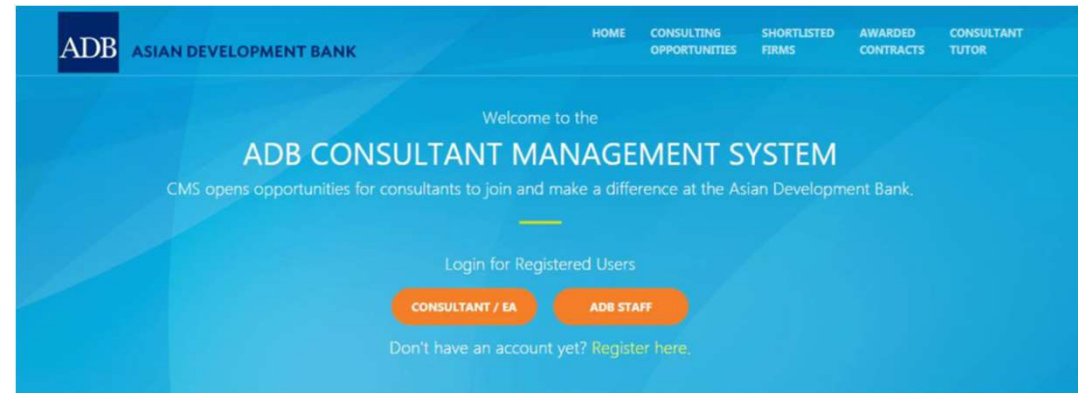 ADB ASIAN DEVELOPMENT BANK
HOME
CONSULTING
OPPORTUNITIES
SHORTLISTED
FIRMS
AWARDED
CONTRACTS
CONSULTANT
TUTOR
Welcome to the
ADB CONSULTANT MANAGEMENT SYSTEM
CMS opens opportunities for consultants to join and make a difference at the Asian Development Bank.
Login for Registered Users
CONSULTANT / EA
ADB STAFF
Don't have an account yet? Register here.